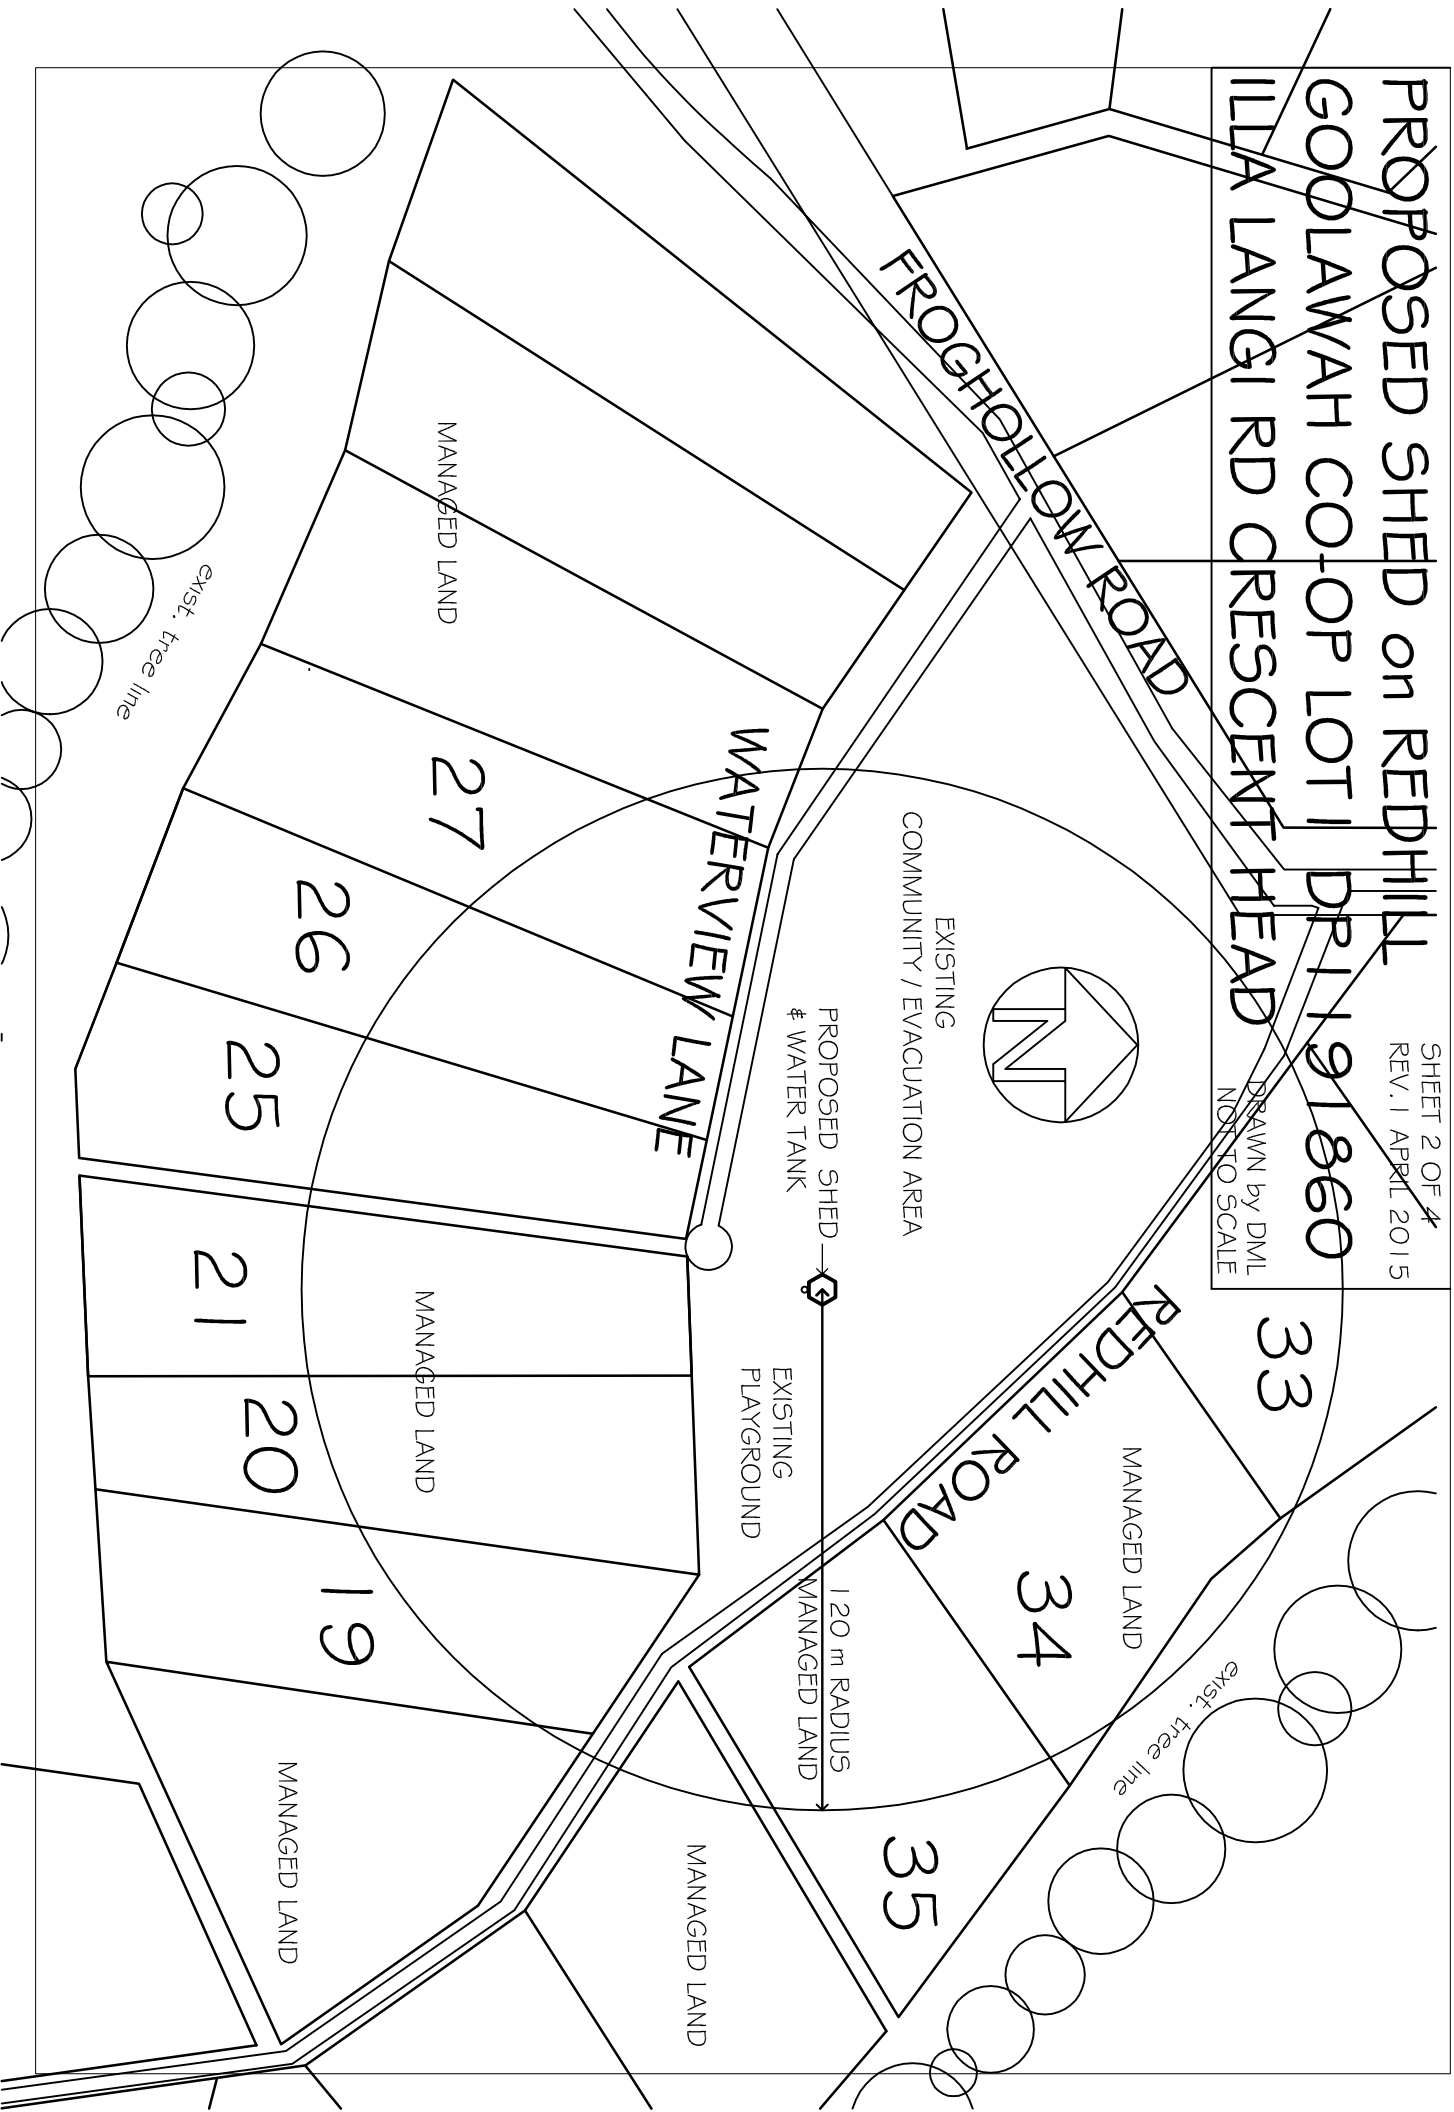 PROPOSED SHED on REDHILL
GOOLAWAH CO-OP LOT 1 DP 1191860
ILLA LANGI RD CRESCENT HEAD
SHEET 2 OF 4
REV. 1 APRIL 2015
DRAWN by DML
NOT TO SCALE
FROGHOLLOW ROAD
33
REDHILL ROAD
MANAGED LAND
34
exist. tree line
N
EXISTING
COMMUNITY / EVACUATION AREA
PROPOSED SHED
& WATER TANK
120 m RADIUS
MANAGED LAND
35
EXISTING
PLAYGROUND
WATERVIEW LANE
MANAGED LAND
MANAGED LAND
27
26
25
21
MANAGED LAND
20
19
MANAGED LAND
exist. tree line